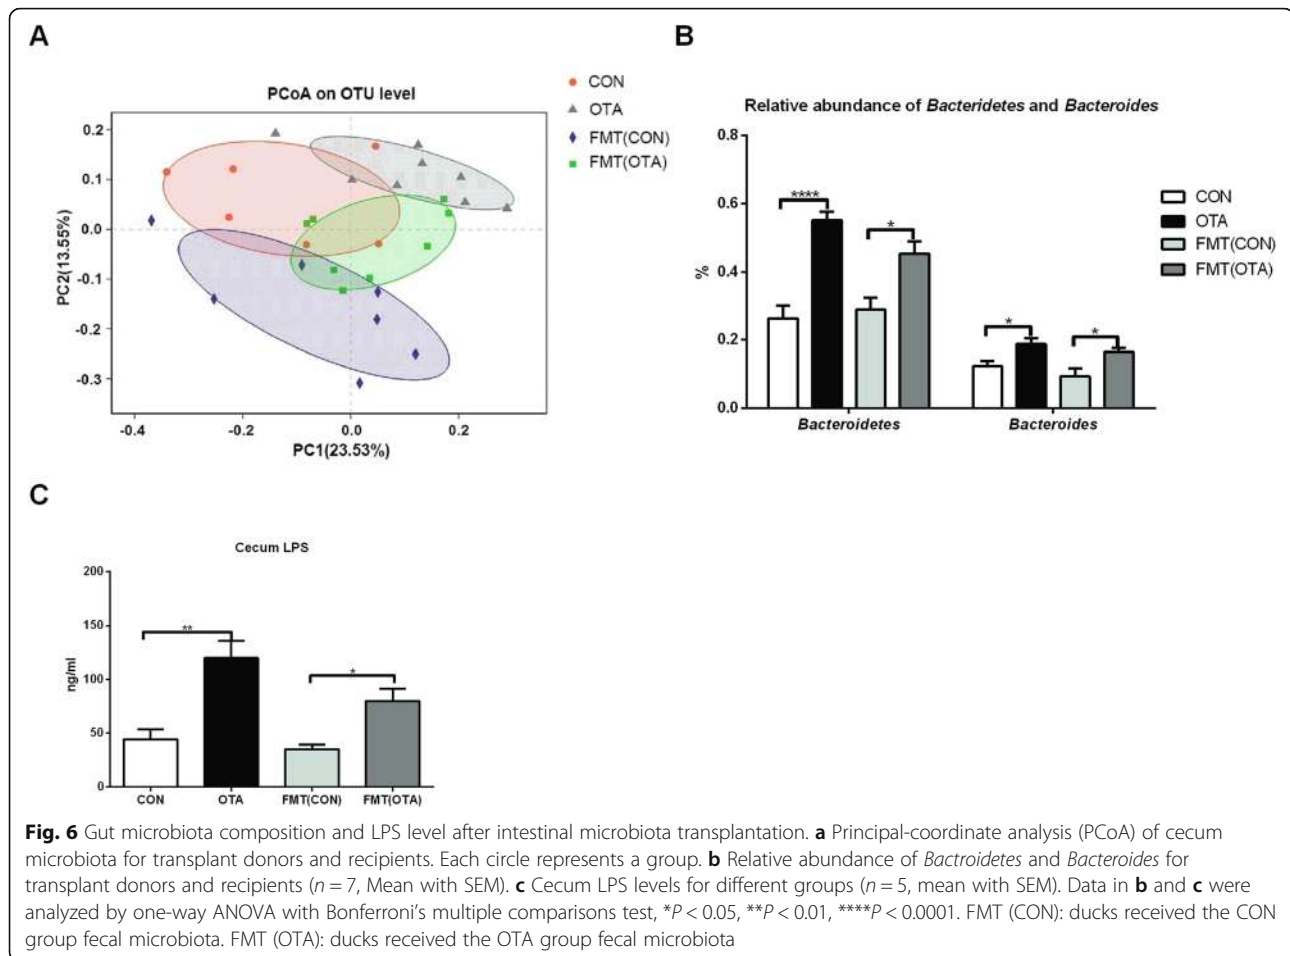 A
PCoA on OTU level
CON
OTA
FMT(CON)
FMT(OTA)
PC2(13.55%)
0.2
0.1
0.0
-0.1
-0.2
-0.3
-0.4
-0.2
0.0
0.2
PC1(23.53%)
B
Relative abundance of Bacteridetes and Bacteroides
%
0.8
0.6
0.4
0.2
0.0
****
*
*
*
Bacteroidetes
Bacteroides
CON
OTA
FMT(CON)
FMT(OTA)
C
Cecum LPS
ng/ml
200
150
100
50
0
**
*
CON
OTA
FMT(CON)
FMT(OTA)
Fig. 6 Gut microbiota composition and LPS level after intestinal microbiota transplantation. a Principal-coordinate analysis (PCoA) of cecum
microbiota for transplant donors and recipients. Each circle represents a group. b Relative abundance of Bactroidetes and Bacteroides for
transplant donors and recipients (n = 7, Mean with SEM). c Cecum LPS levels for different groups (n = 5, mean with SEM). Data in b and c were
analyzed by one-way ANOVA with Bonferroni's multiple comparisons test, *P < 0.05, **P < 0.01, ****P < 0.0001. FMT (CON): ducks received the CON
group fecal microbiota. FMT (OTA): ducks received the OTA group fecal microbiota